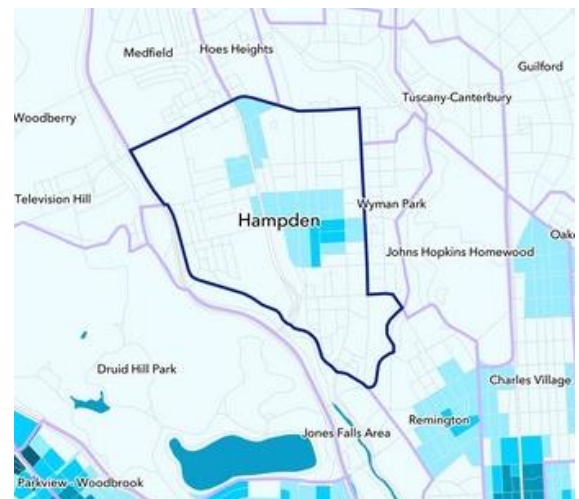 Medfield
Hoes Heights
Guilford
Tuscany-Canterbury
Woodberry
Television Hill
Wyman Park
Hampden
Oak
Johns Hopkins Homewood
Druid Hill Park
Charles Village
Remington
Jones Falls Area
Parkview - Woodbrook